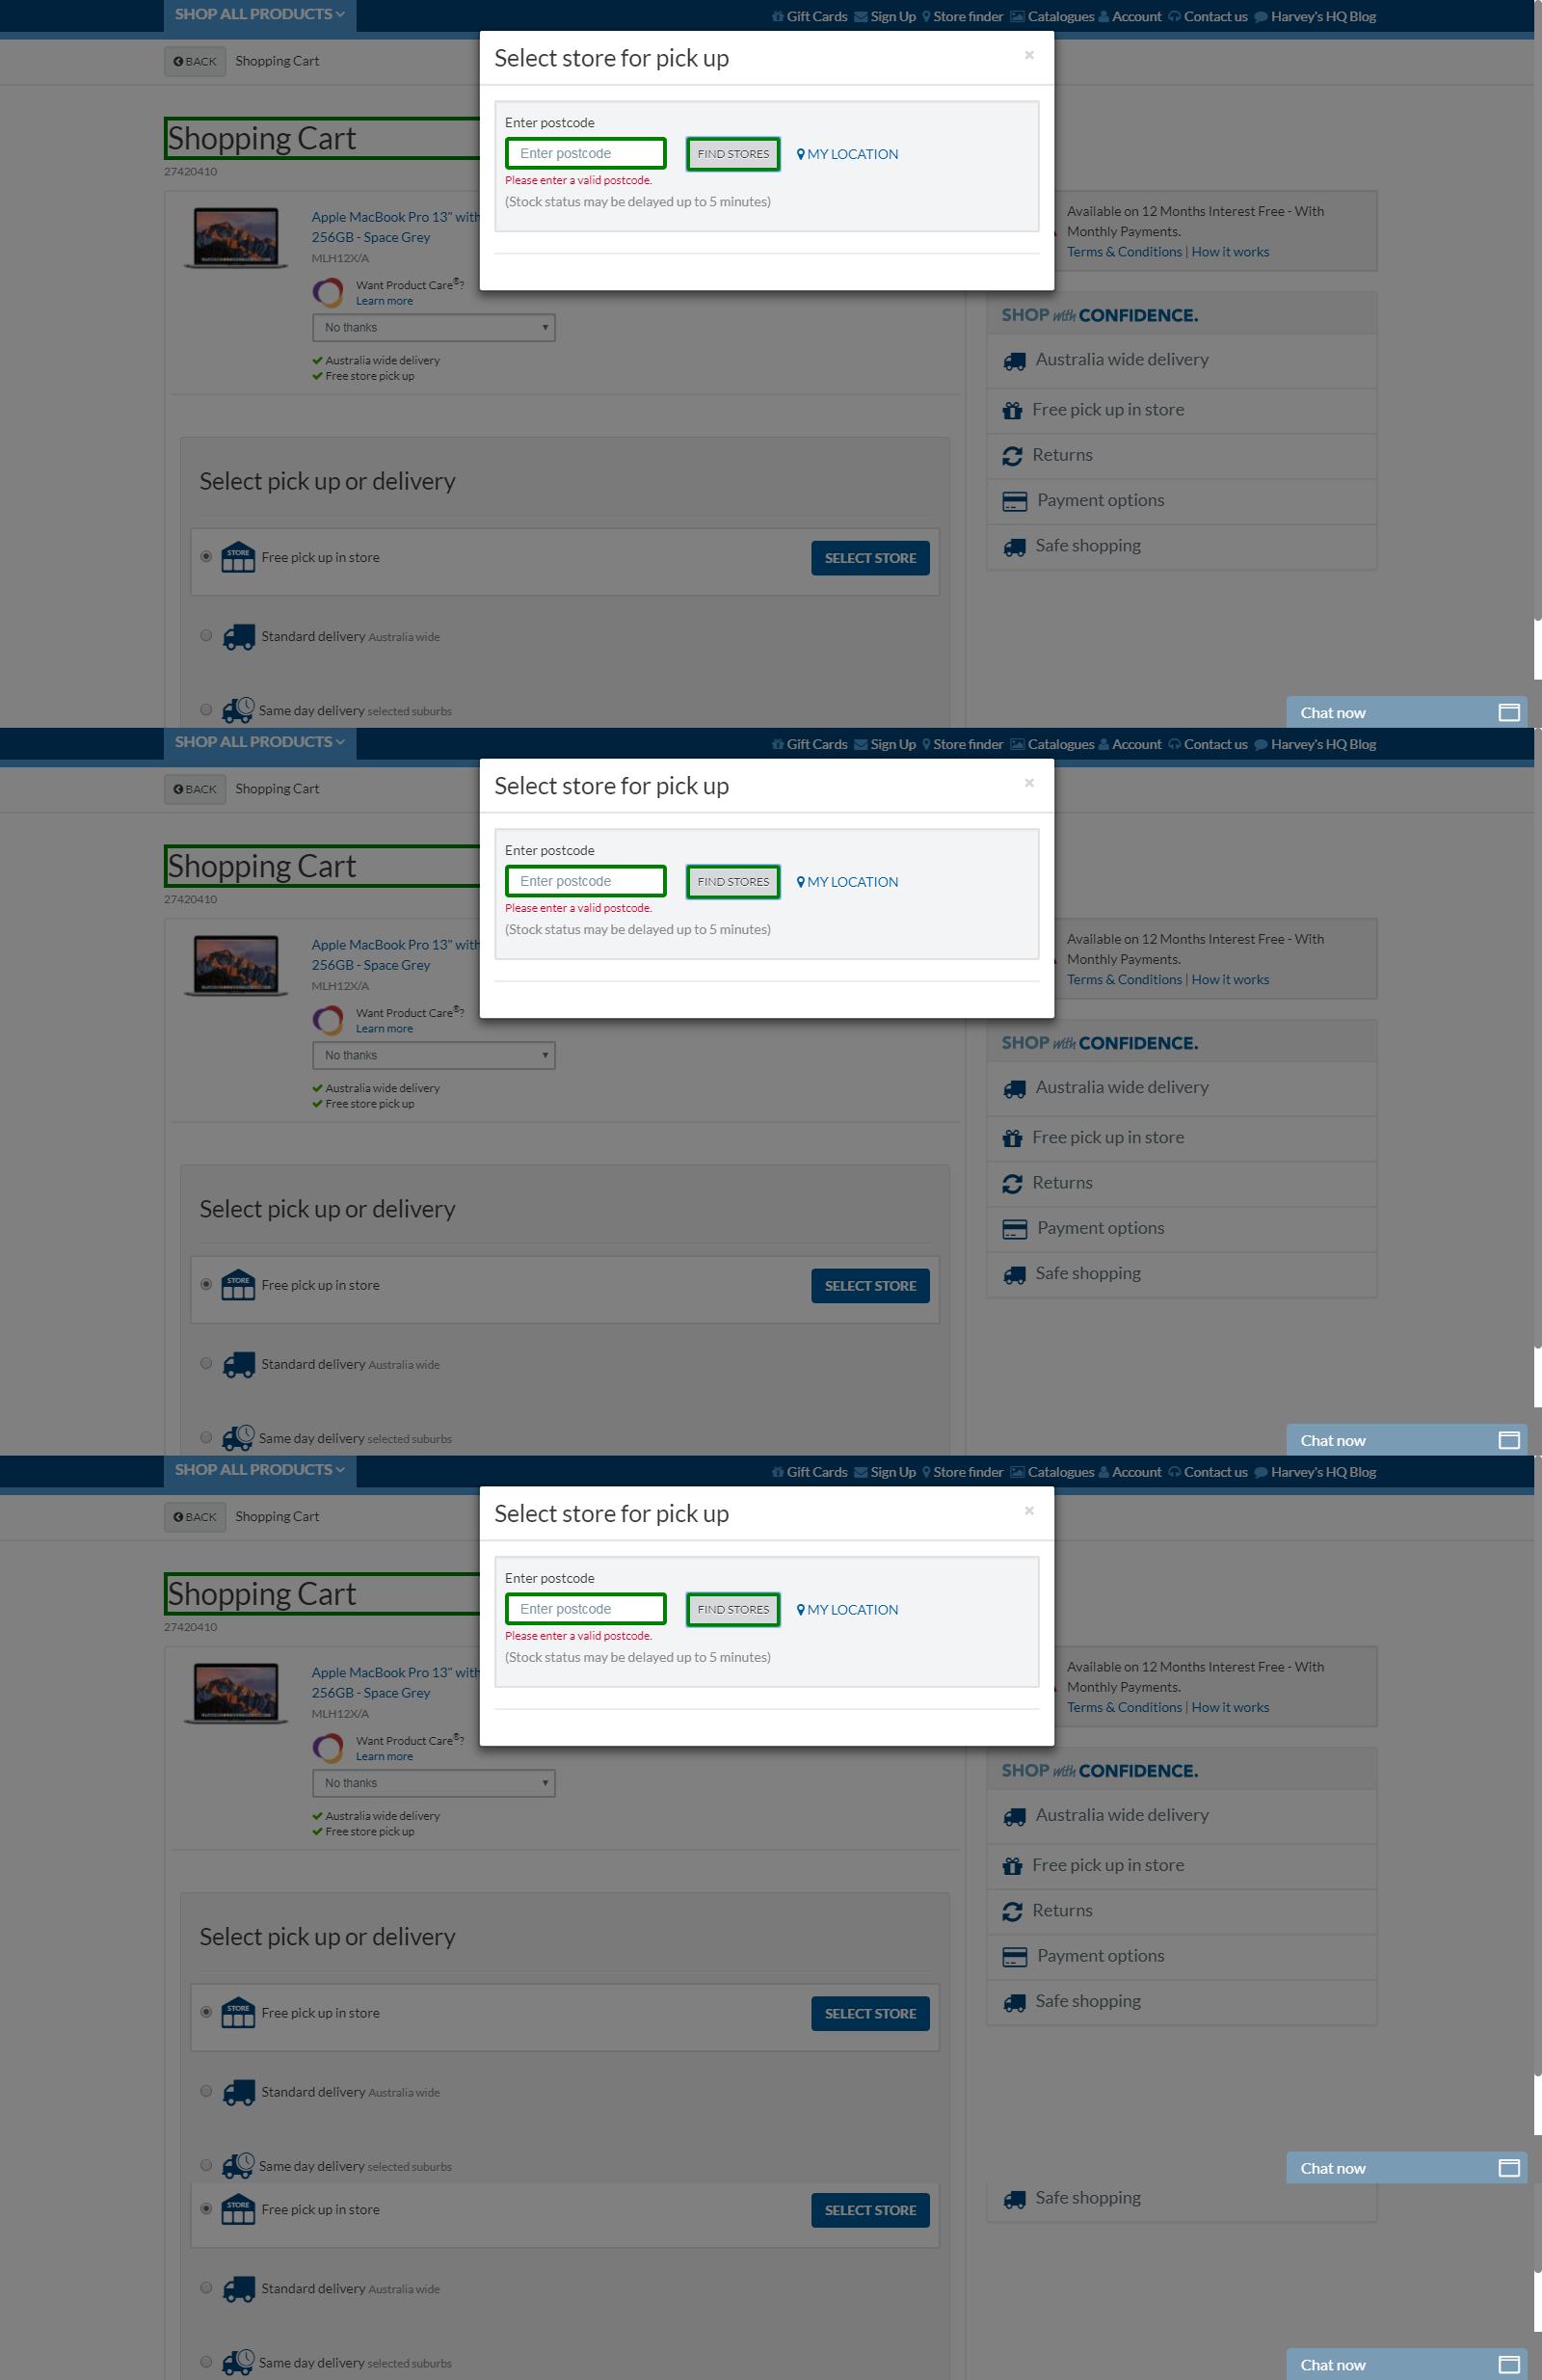 SHOP ALL PRODUCTS
Gift Cards Sign Up Store finder Catalogues Account Contact us Harvey's HQ Blog
BACK Shopping Cart
Select store for pick up ×
Enter postcode
Enter postcode FIND STORES MY LOCATION
Please enter a valid postcode.
(Stock status may be delayed up to 5 minutes)
Shopping Cart
27420410
Apple MacBook Pro 13" with
256GB - Space Grey
MLH12X/A
Want Product Care®?
Learn more
No thanks
Australia wide delivery
Free store pick up
Available on 12 Months Interest Free - With
Monthly Payments.
Terms & Conditions | How it works
SHOP with CONFIDENCE.
Australia wide delivery
Free pick up in store
Returns
Payment options
Safe shopping
Select pick up or delivery
STORE Free pick up in store SELECT STORE
Standard delivery Australia wide
Same day delivery selected suburbs
Chat now
SHOP ALL PRODUCTS
Gift Cards Sign Up Store finder Catalogues Account Contact us Harvey's HQ Blog
BACK Shopping Cart
Select store for pick up ×
Enter postcode
Enter postcode FIND STORES MY LOCATION
Please enter a valid postcode.
(Stock status may be delayed up to 5 minutes)
Shopping Cart
27420410
Apple MacBook Pro 13" with
256GB - Space Grey
MLH12X/A
Want Product Care®?
Learn more
No thanks
Australia wide delivery
Free store pick up
Available on 12 Months Interest Free - With
Monthly Payments.
Terms & Conditions | How it works
SHOP with CONFIDENCE.
Australia wide delivery
Free pick up in store
Returns
Payment options
Safe shopping
Select pick up or delivery
STORE Free pick up in store SELECT STORE
Standard delivery Australia wide
Same day delivery selected suburbs
Chat now
SHOP ALL PRODUCTS
Gift Cards Sign Up Store finder Catalogues Account Contact us Harvey's HQ Blog
BACK Shopping Cart
Select store for pick up ×
Enter postcode
Enter postcode FIND STORES MY LOCATION
Please enter a valid postcode.
(Stock status may be delayed up to 5 minutes)
Shopping Cart
27420410
Apple MacBook Pro 13" with
256GB - Space Grey
MLH12X/A
Want Product Care®?
Learn more
No thanks
Australia wide delivery
Free store pick up
Available on 12 Months Interest Free - With
Monthly Payments.
Terms & Conditions | How it works
SHOP with CONFIDENCE.
Australia wide delivery
Free pick up in store
Returns
Payment options
Safe shopping
Select pick up or delivery
STORE Free pick up in store SELECT STORE
Standard delivery Australia wide
Same day delivery selected suburbs
Chat now
Safe shopping
STORE Free pick up in store SELECT STORE
Standard delivery Australia wide
Same day delivery selected suburbs
Chat now